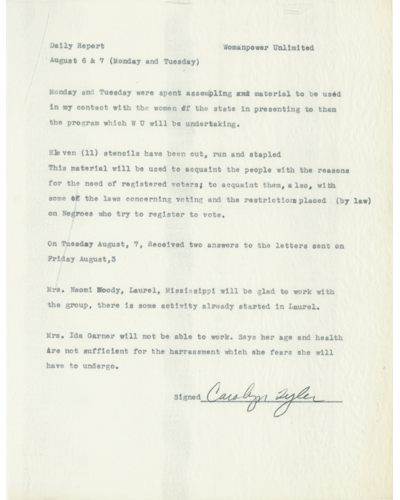 Daily Report Womanpower Unlimited
August 6 & 7 (Monday and Tuesday)
Monday and Tuesday were spent assembling and material to be used
in my contact with the women of the state in presenting to them
the program which W U will be undertaking.
Eleven (11) stencils have been cut, run and stapled
This material will be used to acquaint the people with the reasons
for the need of registered voters; to acquaint them, also, with
some of the laws concerning voting and the restriction placed (by law)
on Negroes who try to register to vote.
On Tuesday August, 7, Received two answers to the letters sent on
Friday August,3
Mrs. Naomi Moody, Laurel, Mississippi will be glad to work with
the group, there is some activity already started in Laurel.
Mrs. Ida Garner will not be able to work. Says her age and health
are not sufficient for the harrassment which she fears she will
have to undergo.
Signed Carolyn Tyler